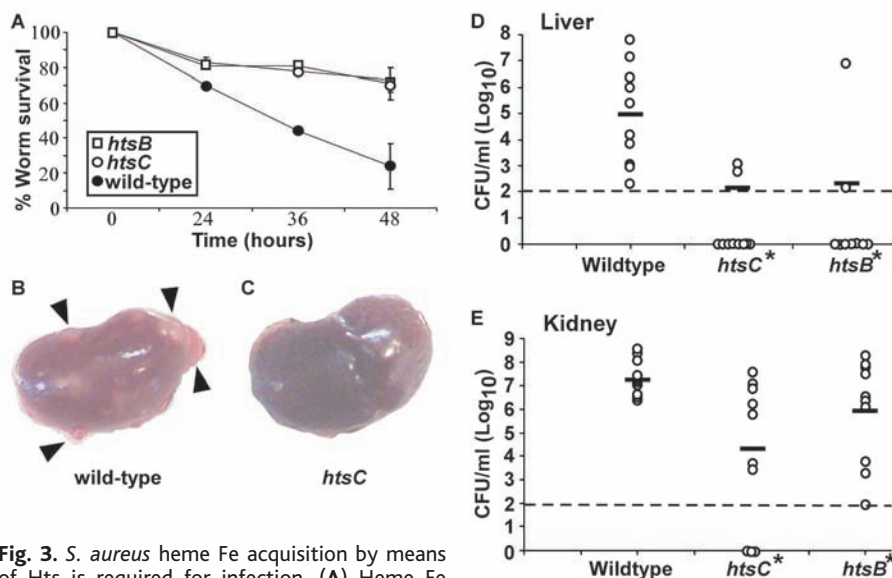 A
% Worm survival
100
80
60
40
20
0
htsB
htsC
wild-type
0 24 36 48
Time (hours)
B
C
wild-type
htsC
D Liver
CFU/ml (Log10)
8
7
6
5
4
3
2
1
0
Wildtype htsC* htsB*
E Kidney
CFU/ml (Log10)
9
8
7
6
5
4
3
2
1
0
Wildtype htsC* htsB*
Fig. 3. S. aureus heme Fe acquisition by means
of Hts is required for infection. (A) Heme Fe